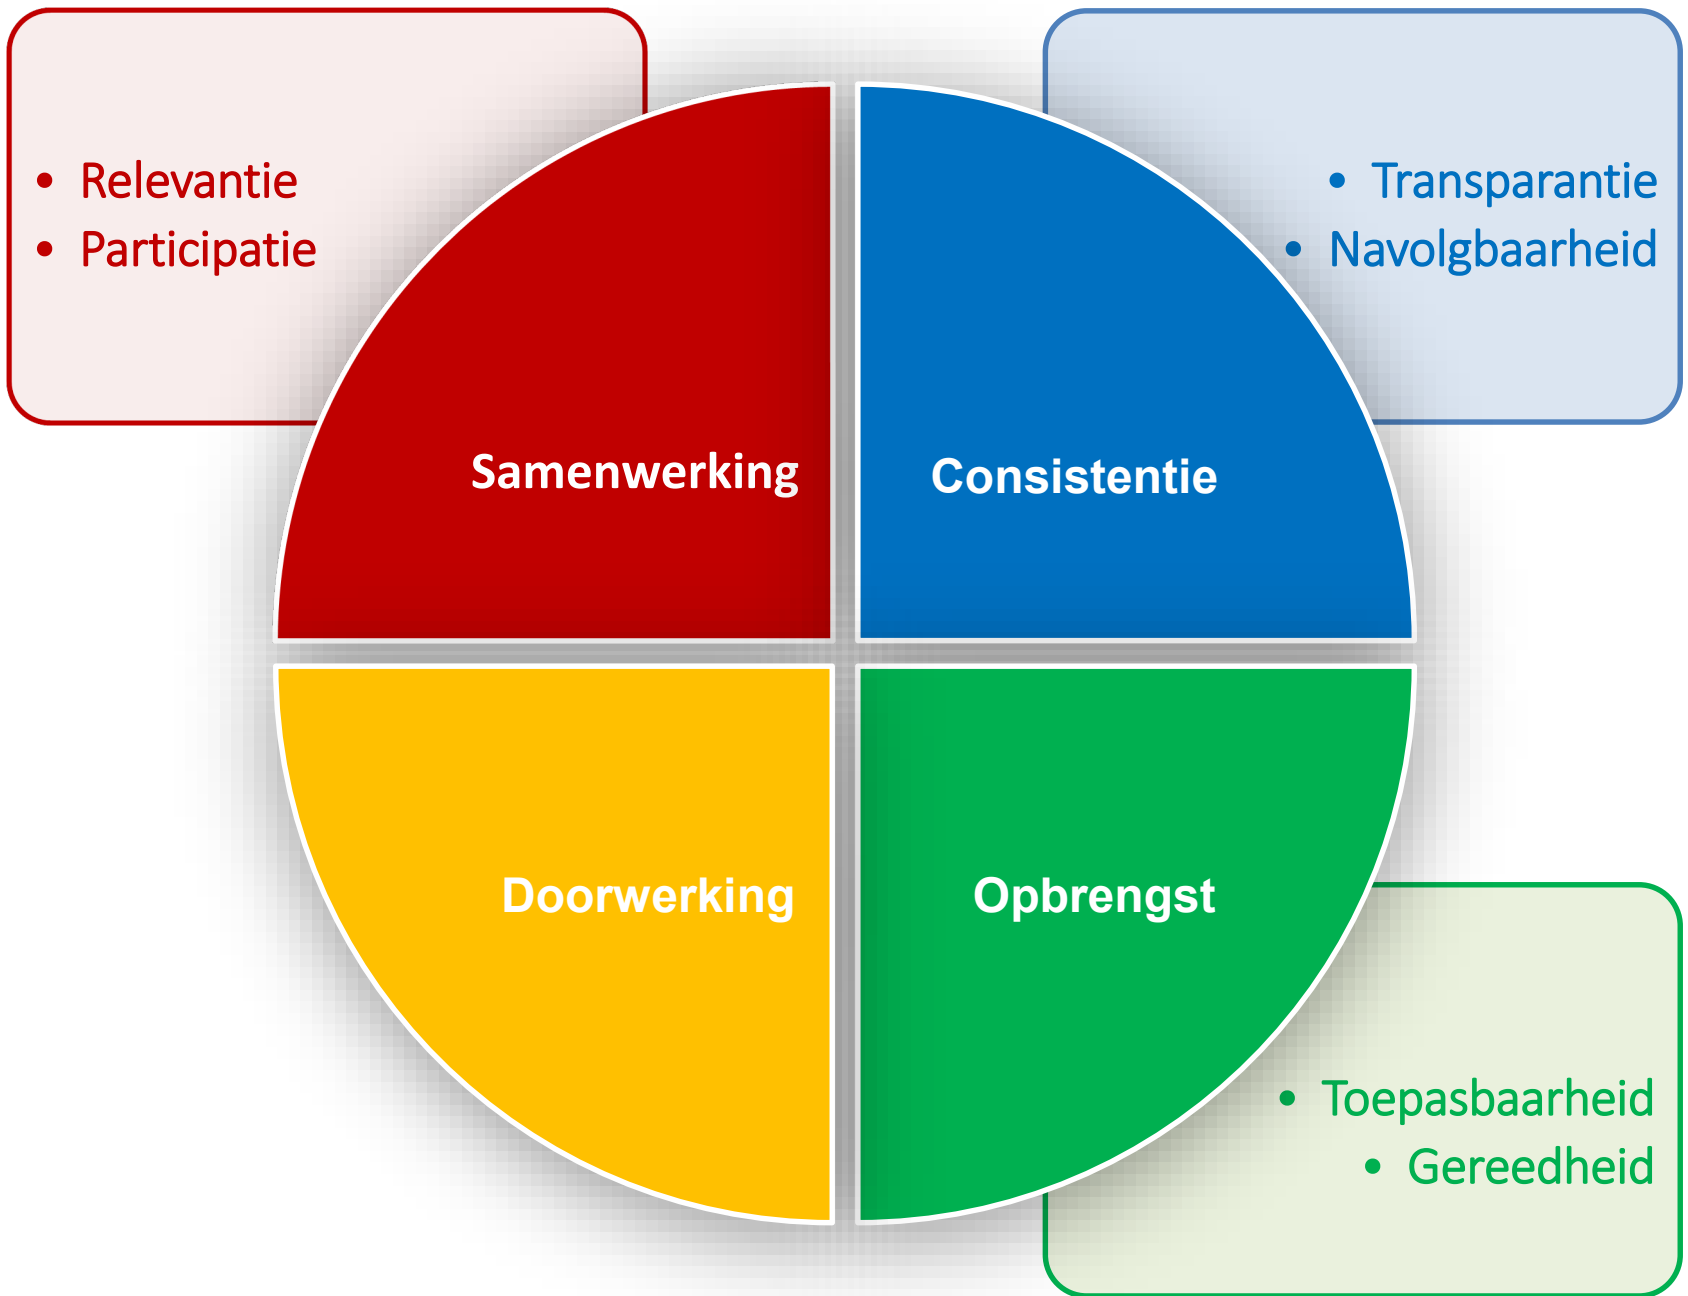 • Relevantie
• Participatie
• Transparantie
• Navolgbaarheid
Samenwerking
Consistentie
Doorwerking
Opbrengst
• Toepasbaarheid
• Gereedheid